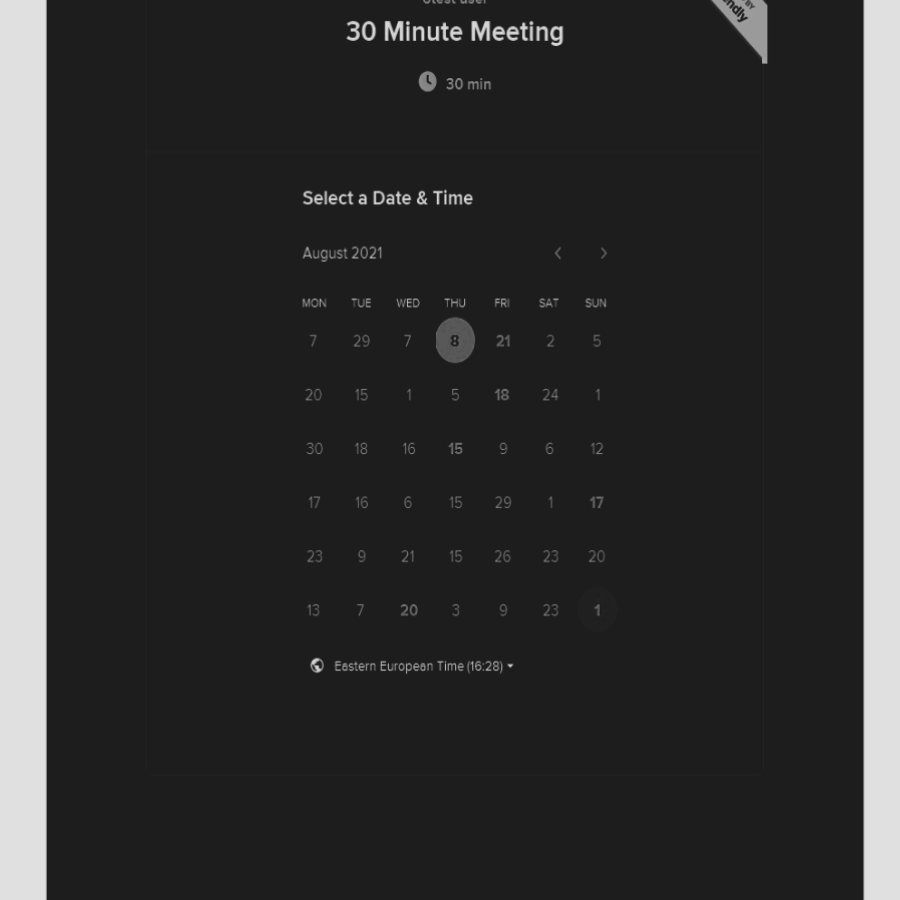 30 Minute Meeting
30 min
Select a Date & Time
August 2021
MON TUE WED THU FRI SAT SUN
7 29 7 8 21 2 5
20 15 1 5 18 24 1
30 18 16 15 9 6 12
17 16 6 15 29 1 17
23 9 21 15 26 23 20
13 7 20 3 9 23 1
Eastern European Time (16:28)